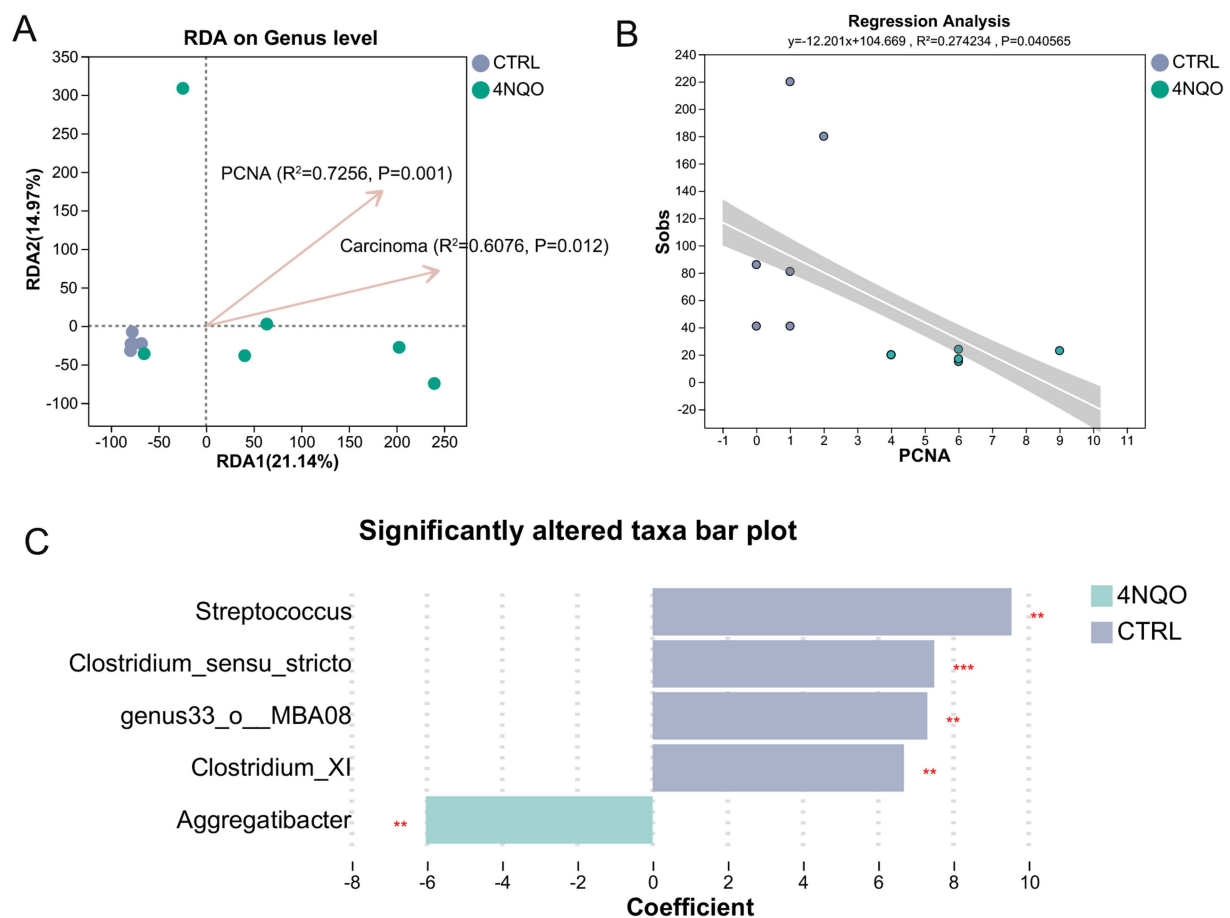 A
RDA on Genus level
CTRL
4NQO
350
300
250
200
150
100
50
0
-50
-100
RDA2(14.97%)
PCNA (R²=0.7256, P=0.001)
Carcinoma (R²=0.6076, P=0.012)
-100 -50 0 50 100 150 200 250
RDA1(21.14%)
B
Regression Analysis
y=-12.201x+104.669 , R²=0.274234 , P=0.040565
CTRL
4NQO
240
220
200
180
160
140
120
100
80
60
40
20
0
-20
Sobs
-1 0 1 2 3 4 5 6 7 8 9 10 11
PCNA
C
Significantly altered taxa bar plot
4NQO
CTRL
Streptococcus
**
Clostridium_sensu_stricto
***
genus33_o__MBA08
**
Clostridium_XI
**
Aggregatibacter
**
-8 -6 -4 -2 0 2 4 6 8 10
Coefficient